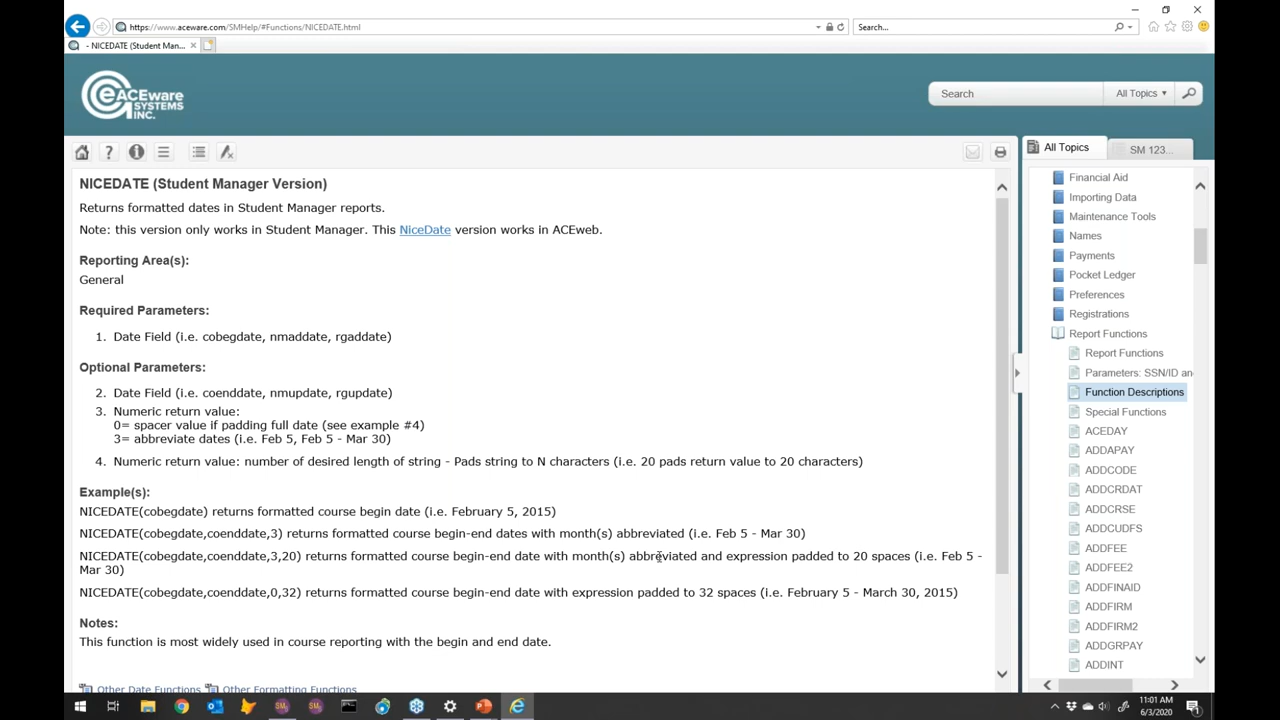 https://www.aceware.com/SMHelp/#Functions/NICEDATE.html
Search...
- NICEDATE (Student Man...
ACEware
SYSTEMS
INC.
Search
All Topics
All Topics
SM 123...
NICEDATE (Student Manager Version)
Returns formatted dates in Student Manager reports.
Note: this version only works in Student Manager. This NiceDate version works in ACEweb.
Reporting Area(s):
General
Required Parameters:
1. Date Field (i.e. cobegdate, nmaddate, rgaddate)
Optional Parameters:
2. Date Field (i.e. coenddate, nmupdate, rgupdate)
3. Numeric return value:
0= spacer value if padding full date (see example #4)
3= abbreviate dates (i.e. Feb 5, Feb 5 - Mar 30)
4. Numeric return value: number of desired length of string - Pads string to N characters (i.e. 20 pads return value to 20 characters)
Example(s):
NICEDATE(cobegdate) returns formatted course begin date (i.e. February 5, 2015)
NICEDATE(cobegdate,coenddate,3) returns formatted course begin-end dates with month(s) abbreviated (i.e. Feb 5 - Mar 30)
NICEDATE(cobegdate,coenddate,3,20) returns formatted course begin-end date with month(s) abbreviated and expression padded to 20 spaces (i.e. Feb 5 -
Mar 30)
NICEDATE(cobegdate,coenddate,0,32) returns formatted course begin-end date with expression padded to 32 spaces (i.e. February 5 - March 30, 2015)
Notes:
This function is most widely used in course reporting with the begin and end date.
Other Date Functions Other Formatting Functions
Financial Aid
Importing Data
Maintenance Tools
Names
Payments
Pocket Ledger
Preferences
Registrations
Report Functions
Report Functions
Parameters: SSN/ID an
Function Descriptions
Special Functions
ACEDAY
ADDAPAY
ADDCODE
ADDCRDAT
ADDCRSE
ADDCUDFS
ADDFEE
ADDFEE2
ADDFINAID
ADDFIRM
ADDFIRM2
ADDGRPAY
ADDINT
11:01 AM
6/3/2020